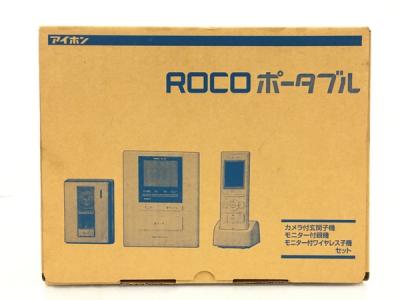 アイホン
ROCO ポータブル
カメラ付玄関子機
モニター付親機
モニター付ワイヤレス子機
セット